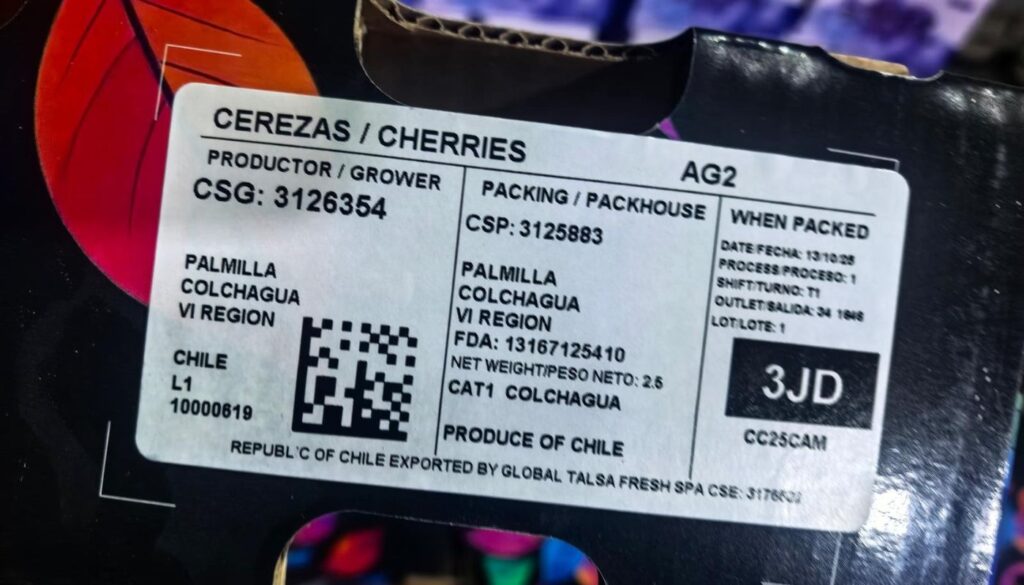 CEREZAS / CHERRIES
AG2
PRODUCTOR / GROWER
CSG: 3126354
PALMILLA
COLCHAGUA
VI REGION
CHILE
L1
10000619
PACKING / PACKHOUSE
CSP: 3125883
PALMILLA
COLCHAGUA
VI REGION
FDA: 13167125410
NET WEIGHT/PESO NETO: 2.5
CAT1 COLCHAGUA
PRODUCE OF CHILE
WHEN PACKED
DATE/FECHA: 13/10/25
PROCESS/PROCESO: 1
SHIFT/TURNO: T1
OUTLET/SALIDA: 34 1646
LOT/LOTE: 1
3JD
CC25CAM
REPUBL'C OF CHILE EXPORTED BY GLOBAL TALSA FRESH SPA CSE: